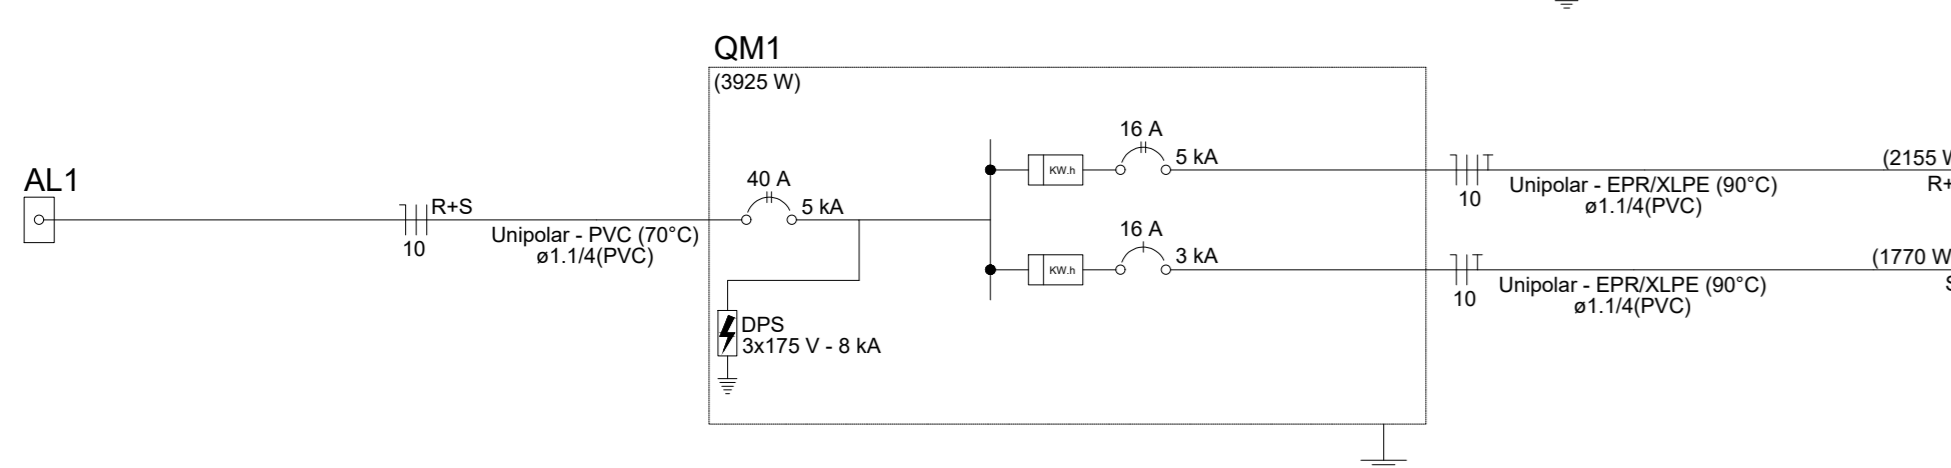 QM1
(3925 W)
AL1
R+S
10
Unipolar - PVC (70°C)
ø1.1/4(PVC)
40 A
5 kA
DPS
3x175 V - 8 kA
KW.h
16 A
5 kA
10
Unipolar - EPR/XLPE (90°C)
ø1.1/4(PVC)
(2155 W
R+
KW.h
16 A
3 kA
10
Unipolar - EPR/XLPE (90°C)
ø1.1/4(PVC)
(1770 W